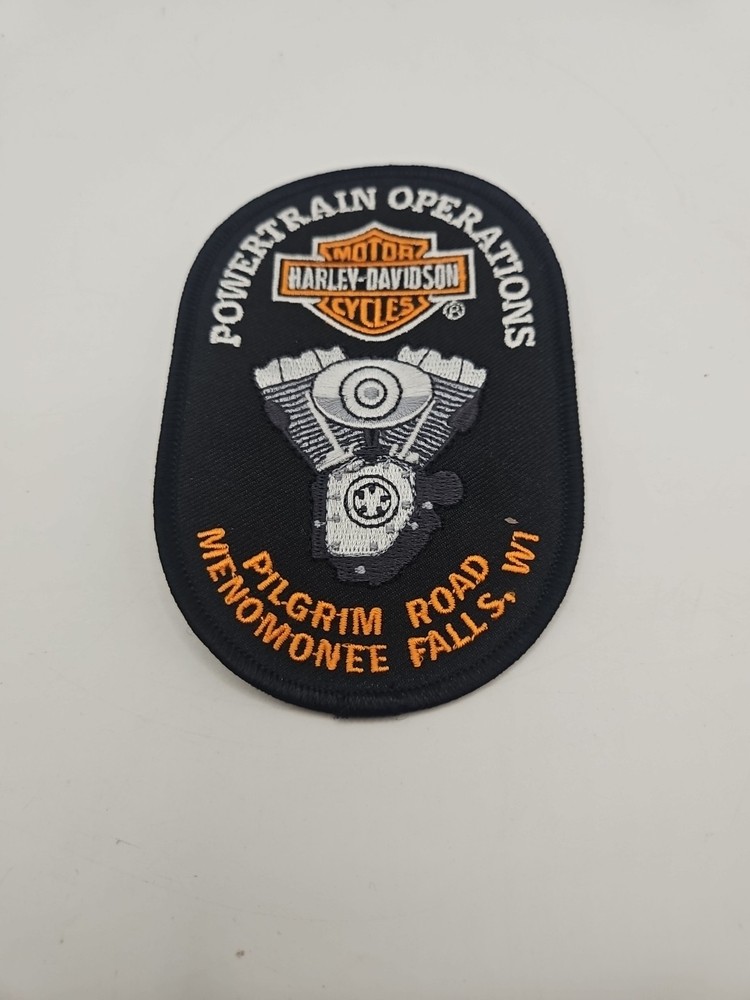 POWERTRAIN OPERATIONS
MOTOR
HARLEY-DAVIDSON
CYCLES ®
PILGRIM ROAD
MENOMONEE FALLS, WI